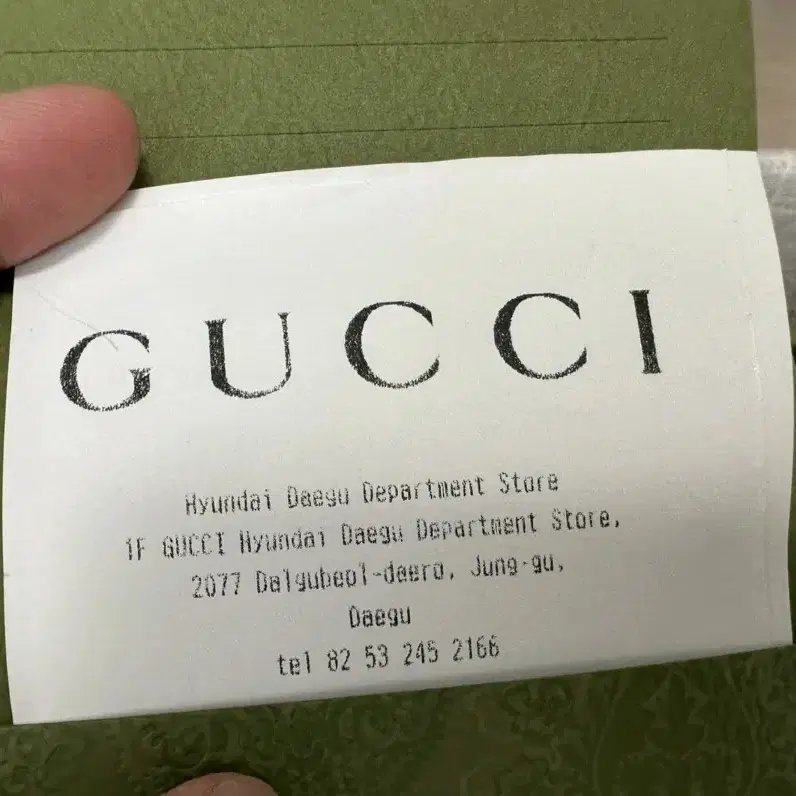 GUCCI
Hyundai Daegu Department Store
1F GUCCI Hyundai Daegu Department Store,
2077 Dalgubeol-daero, Jung-gu,
Daegu
tel 82 53 245 2166